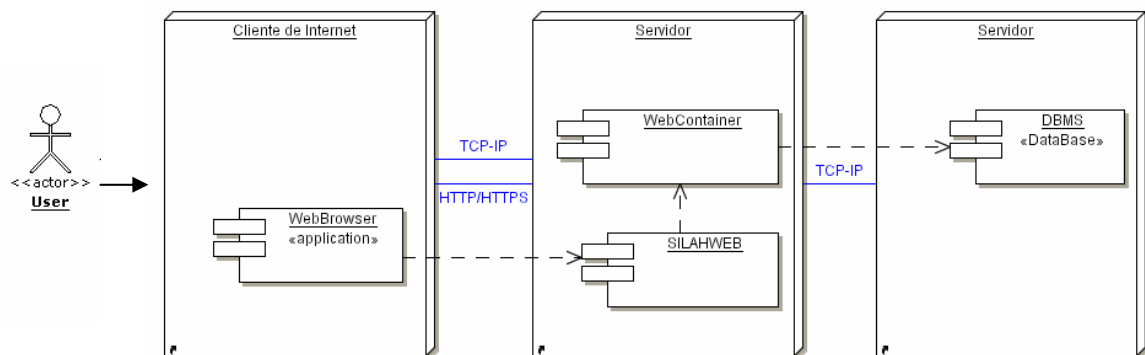 Cliente de Internet
Servidor
Servidor
WebContainer
DBMS
«DataBase»
TCP-IP
HTTP/HTTPS
TCP-IP
<<actor>>
User
WebBrowser
«application»
SILAHWEB